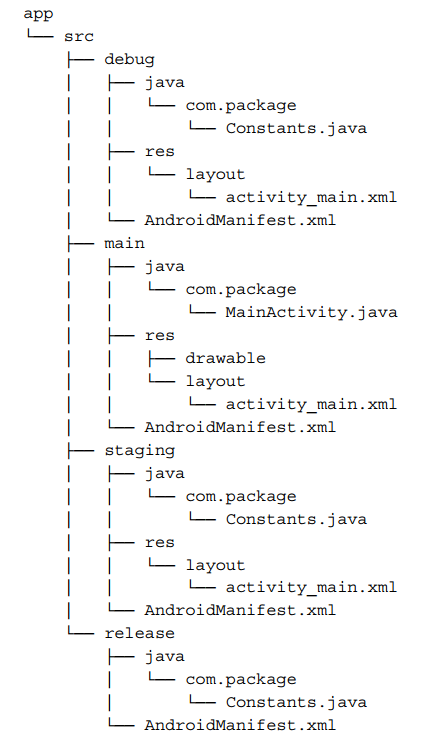 app
└── src
    ├── debug
    │   ├── java
    │   │   └── com.package
    │   │       └── Constants.java
    │   ├── res
    │   │   └── layout
    │   │       └── activity_main.xml
    │   └── AndroidManifest.xml
    ├── main
    │   ├── java
    │   │   └── com.package
    │   │       └── MainActivity.java
    │   ├── res
    │   │   ├── drawable
    │   │   └── layout
    │   │       └── activity_main.xml
    │   └── AndroidManifest.xml
    ├── staging
    │   ├── java
    │   │   └── com.package
    │   │       └── Constants.java
    │   ├── res
    │   │   └── layout
    │   │       └── activity_main.xml
    │   └── AndroidManifest.xml
    └── release
        ├── java
        │   └── com.package
        │       └── Constants.java
        └── AndroidManifest.xml